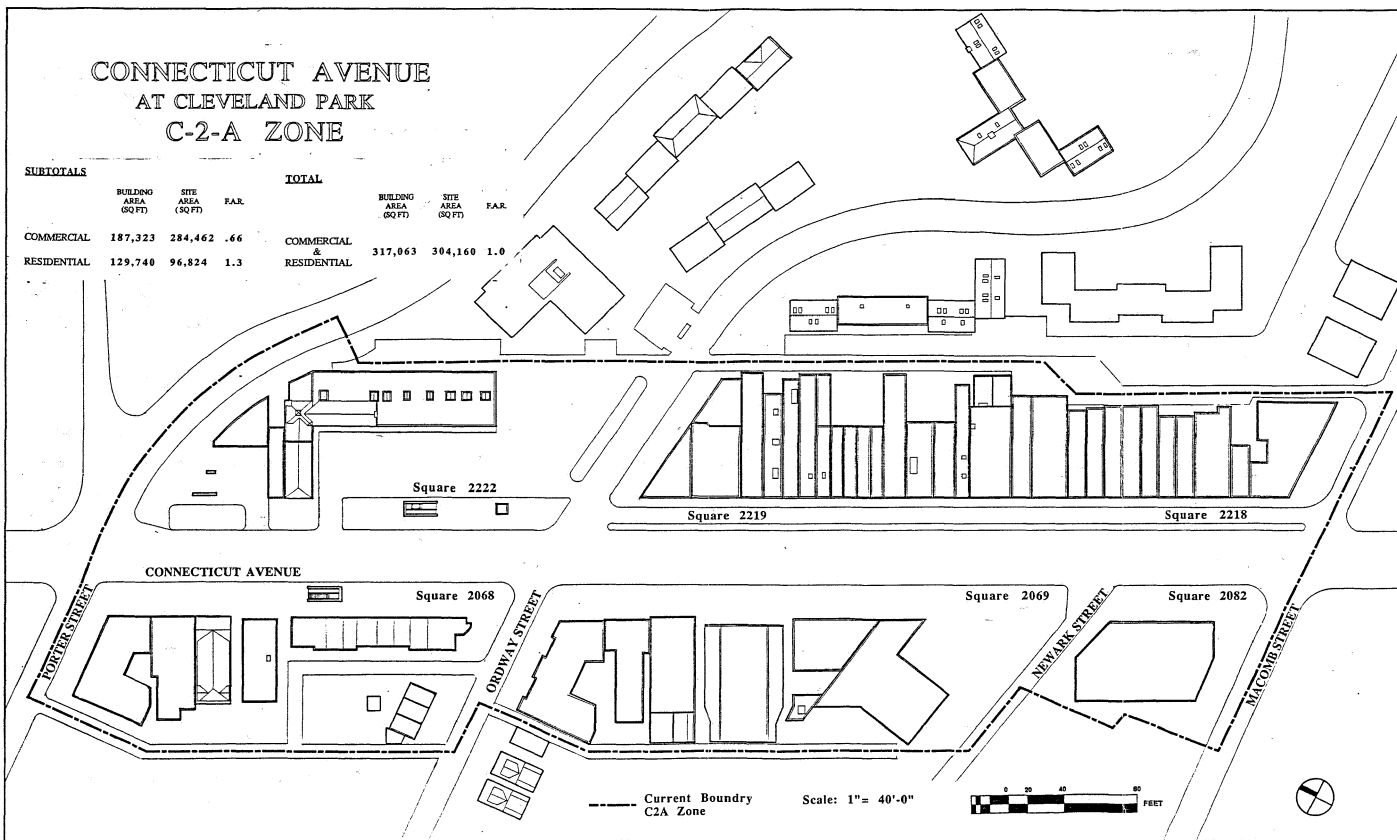 CONNECTICUT AVENUE
AT CLEVELAND PARK
C-2-A ZONE
SUBTOTALS
BUILDING AREA (SQ FT) SITE AREA (SQ FT) F.A.R.
COMMERCIAL 187,323 284,462 .66
RESIDENTIAL 129,740 96,824 1.3
TOTAL
BUILDING AREA (SQ FT) SITE AREA (SQ FT) F.A.R.
COMMERCIAL
&
RESIDENTIAL
317,063 304,160 1.0
Square 2222
Square 2219
Square 2218
CONNECTICUT AVENUE
Square 2068
Square 2069
Square 2082
PORTER STREET
ORDWAY STREET
NEWARK STREET
MACOMB STREET
Current Boundry
C2A Zone
Scale: 1"= 40'-0"
0 20 40 80
FEET